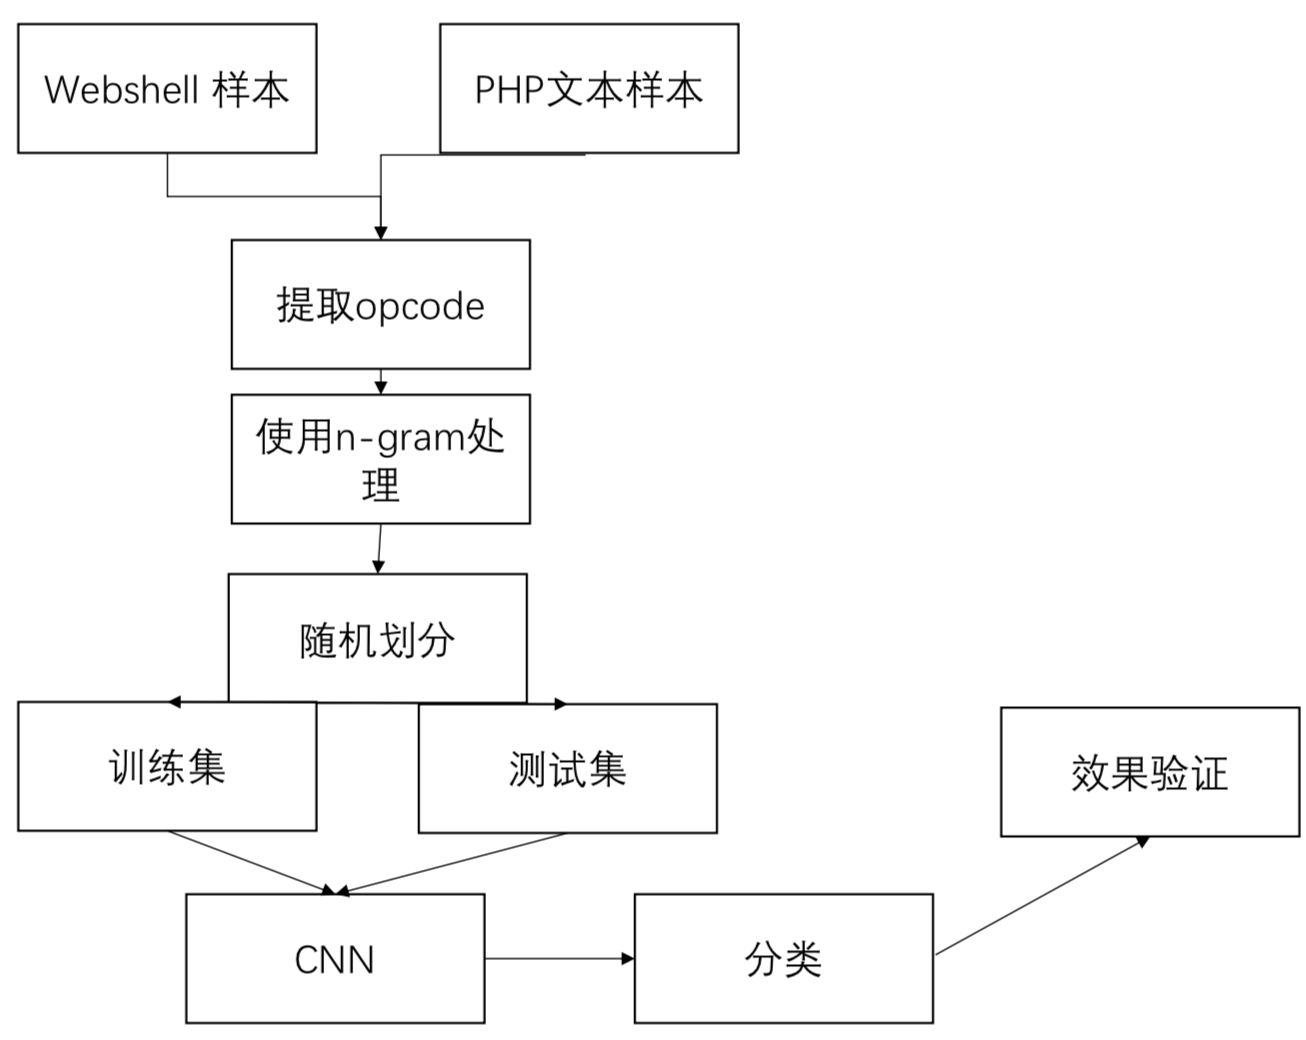 Webshell 样本
PHP文本样本
提取opcode
使用n-gram处
理
随机划分
训练集
测试集
效果验证
CNN
分类